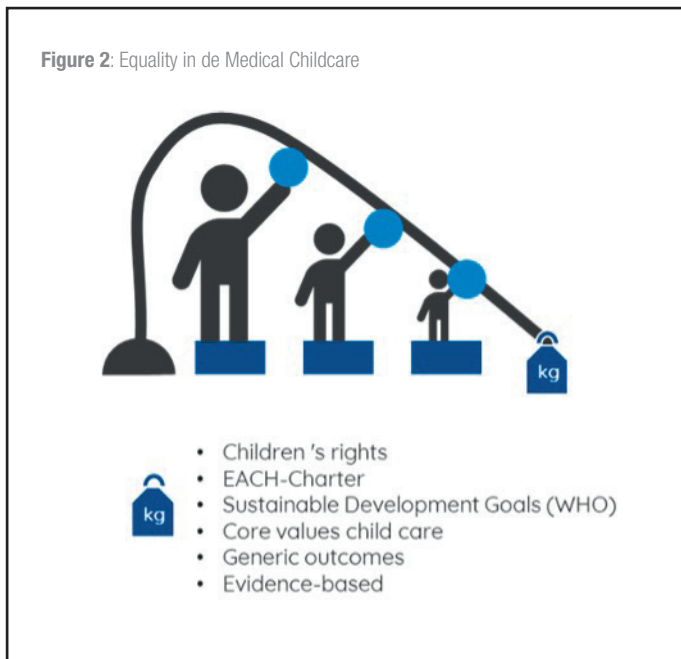 Figure 2: Equality in de Medical Childcare
kg
kg
• Children 's rights
• EACH-Charter
• Sustainable Development Goals (WHO)
• Core values child care
• Generic outcomes
• Evidence-based